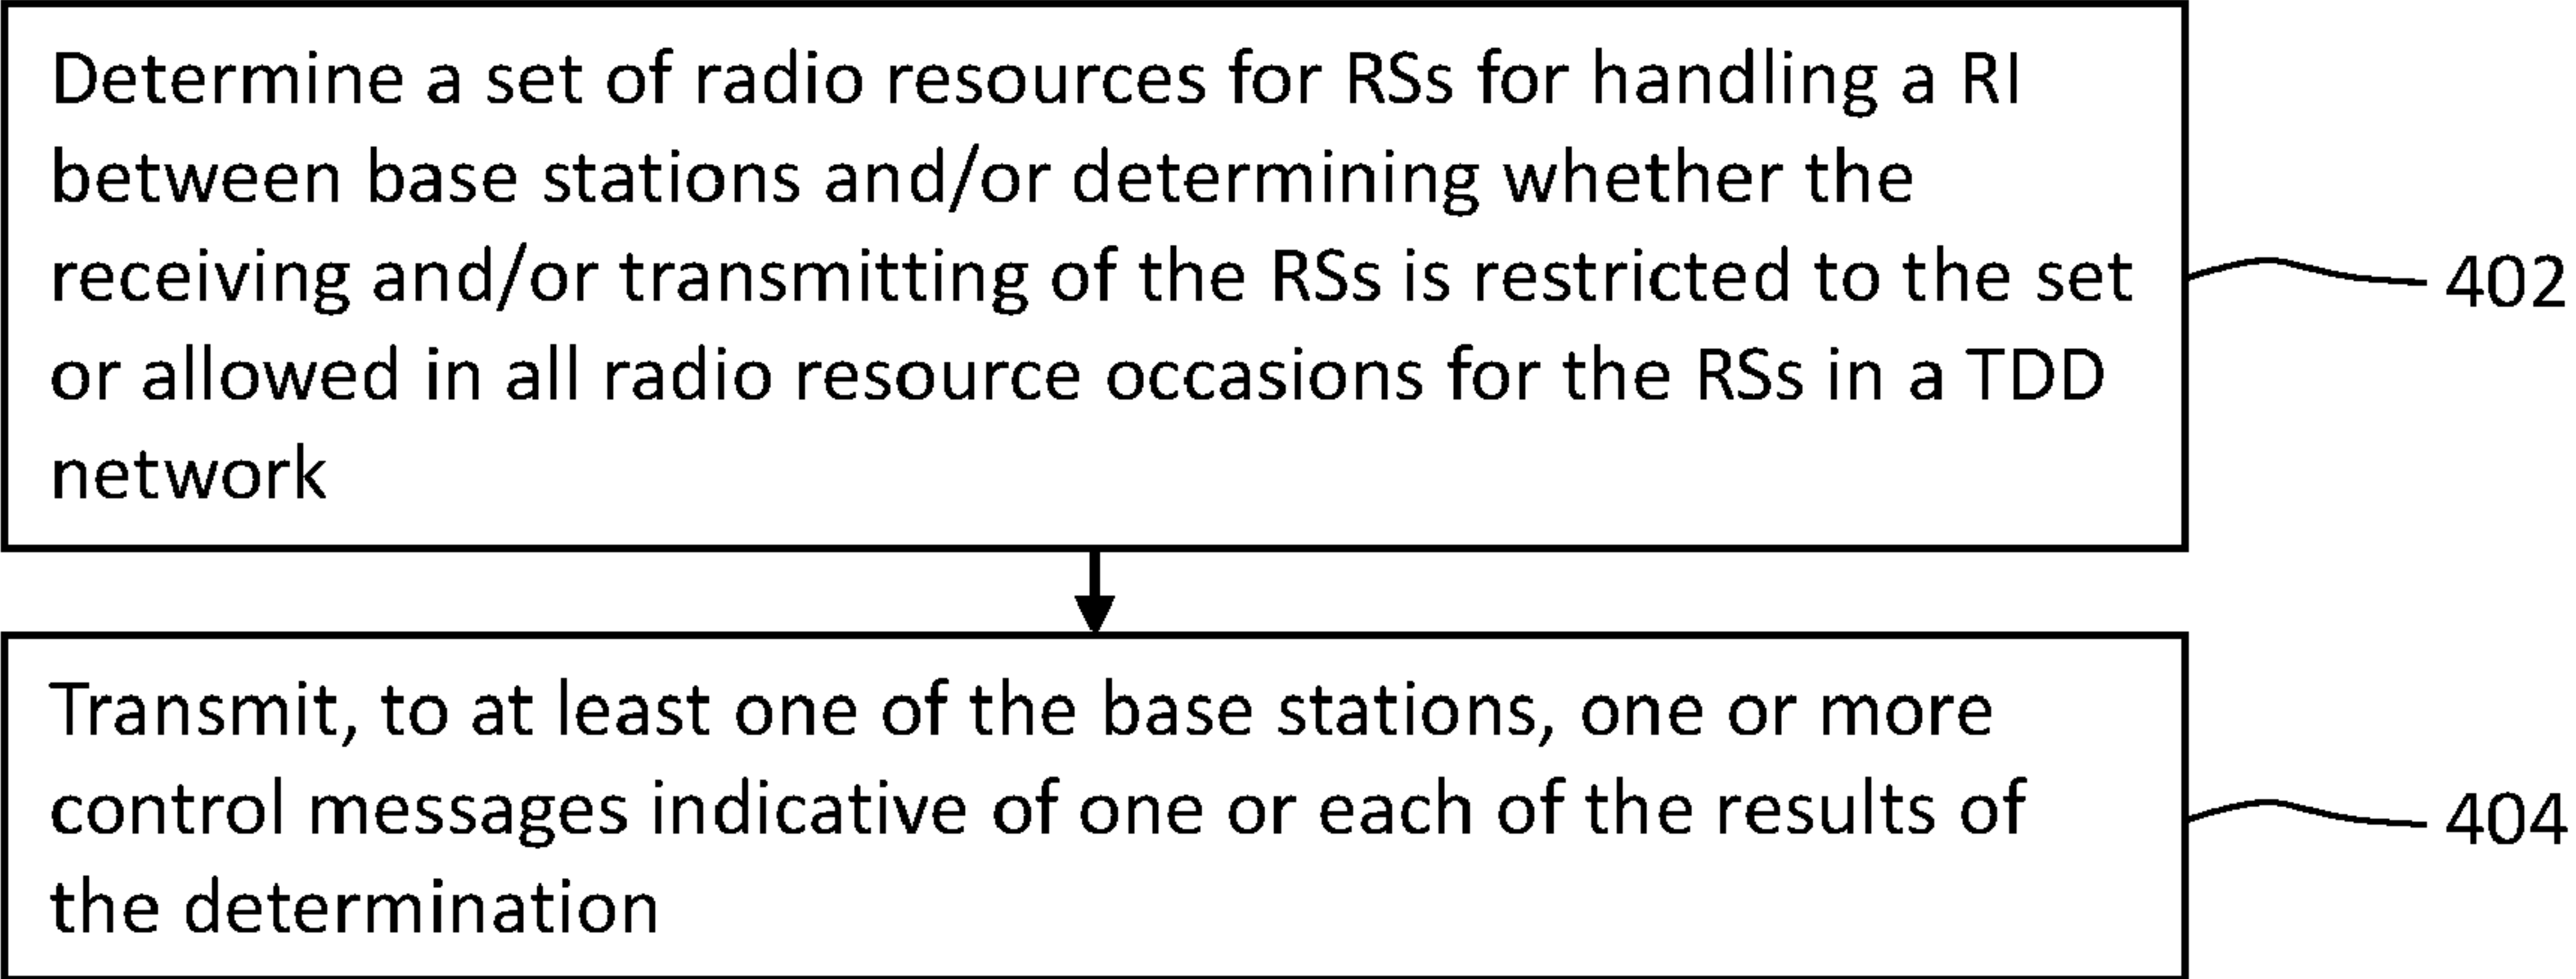 Determine a set of radio resources for RSs for handling a RI
between base stations and/or determining whether the
receiving and/or transmitting of the RSs is restricted to the set
or allowed in all radio resource occasions for the RSs in a TDD
network
402
Transmit, to at least one of the base stations, one or more
control messages indicative of one or each of the results of
the determination
404